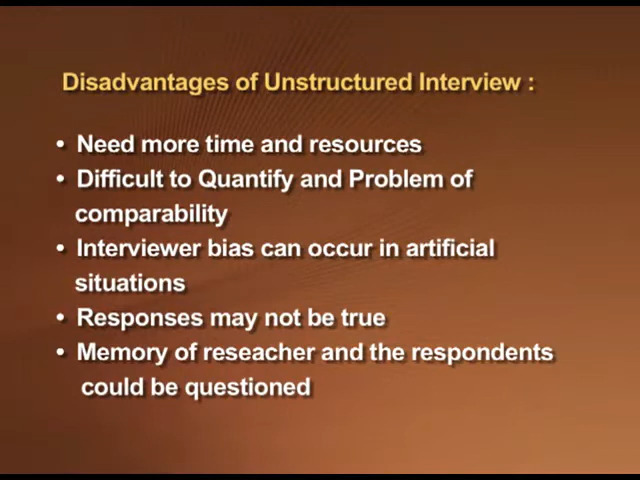 Disadvantages of Unstructured Interview :
• Need more time and resources
• Difficult to Quantify and Problem of
comparability
• Interviewer bias can occur in artificial
situations
• Responses may not be true
• Memory of reseacher and the respondents
could be questioned